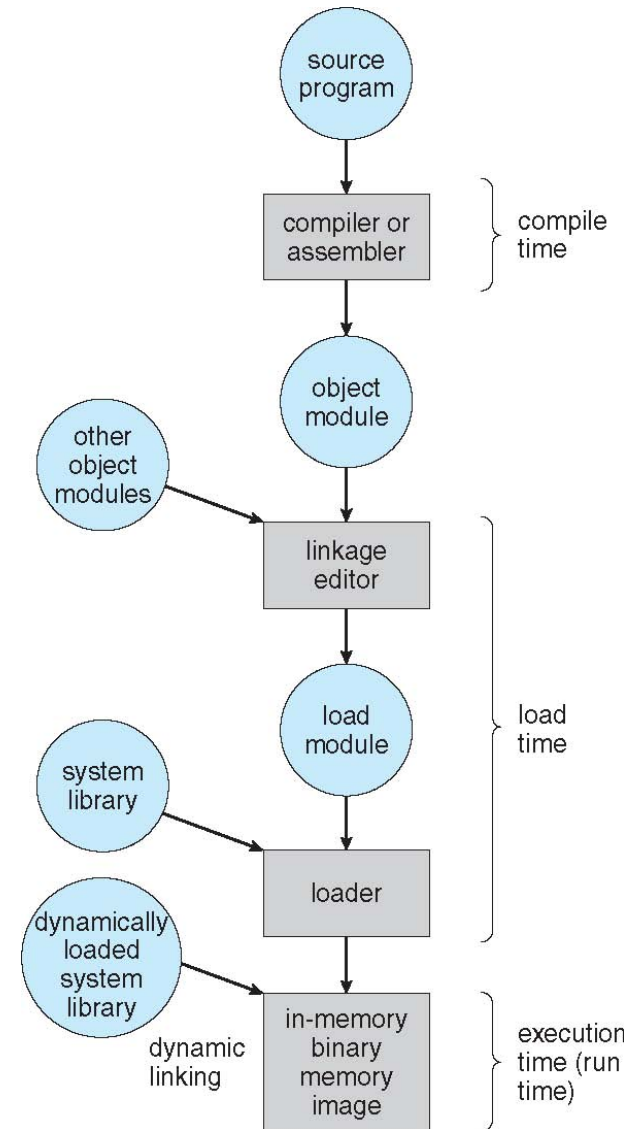 source
program
compiler or
assembler
compile
time
object
module
other
object
modules
linkage
editor
load
module
load
time
system
library
loader
dynamically
loaded
system
library
dynamic
linking
in-memory
binary
memory
image
execution
time (run
time)